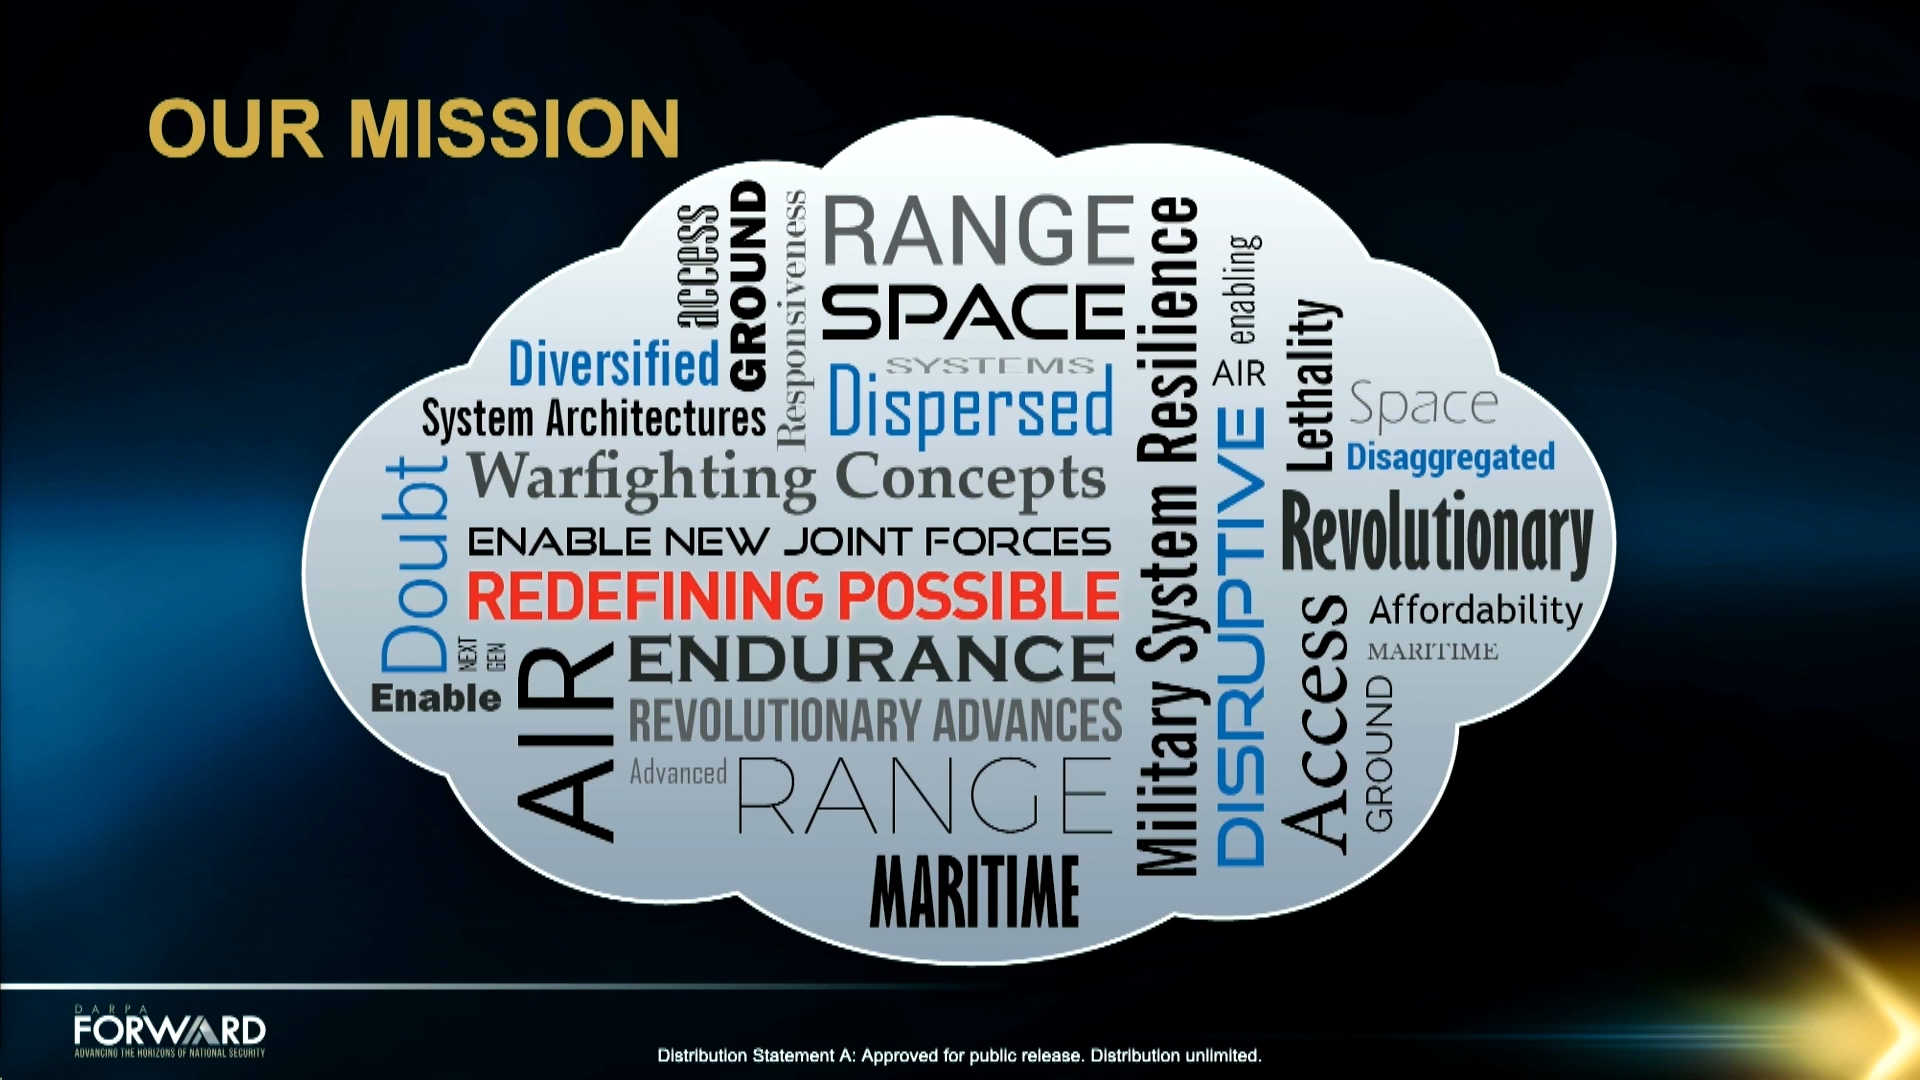 OUR MISSION
access
GROUND
Responsiveness
RANGE
SPACE
SYSTEMS
Dispersed
Diversified
System Architectures
Warfighting Concepts
ENABLE NEW JOINT FORCES
REDEFINING POSSIBLE
Doubt
NEXT
GEN
Enable
AIR
ENDURANCE
REVOLUTIONARY ADVANCES
Advanced
RANGE
MARITIME
Military System Resilience
enabling
AIR
DISRUPTIVE
Lethality
Space
Disaggregated
Revolutionary
Access
Affordability
MARITIME
GROUND
DARPA
FORWARD
ADVANCING THE HORIZONS OF NATIONAL SECURITY
Distribution Statement A: Approved for public release. Distribution unlimited.